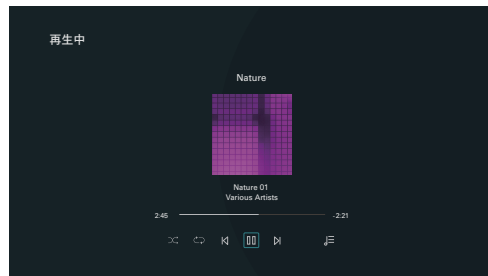 再生中
Nature
Nature 01
Various Artists
2:45
-2:21